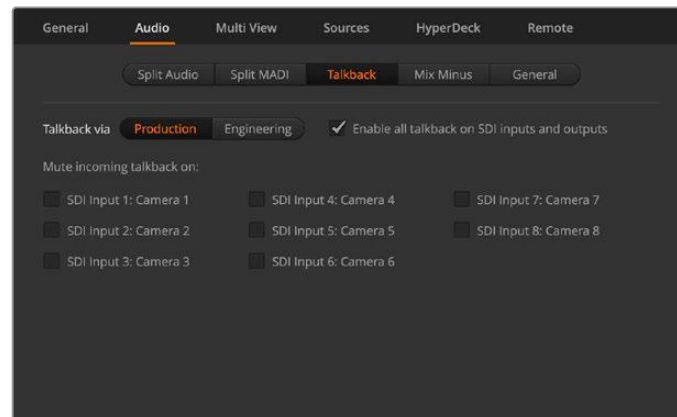 General Audio Multi View Sources HyperDeck Remote
Split Audio Split MADI Talkback Mix Minus General
Talkback via Production Engineering Enable all talkback on SDI inputs and outputs
Mute incoming talkback on:
SDI Input 1: Camera 1 SDI Input 4: Camera 4 SDI Input 7: Camera 7
SDI Input 2: Camera 2 SDI Input 5: Camera 5 SDI Input 8: Camera 8
SDI Input 3: Camera 3 SDI Input 6: Camera 6